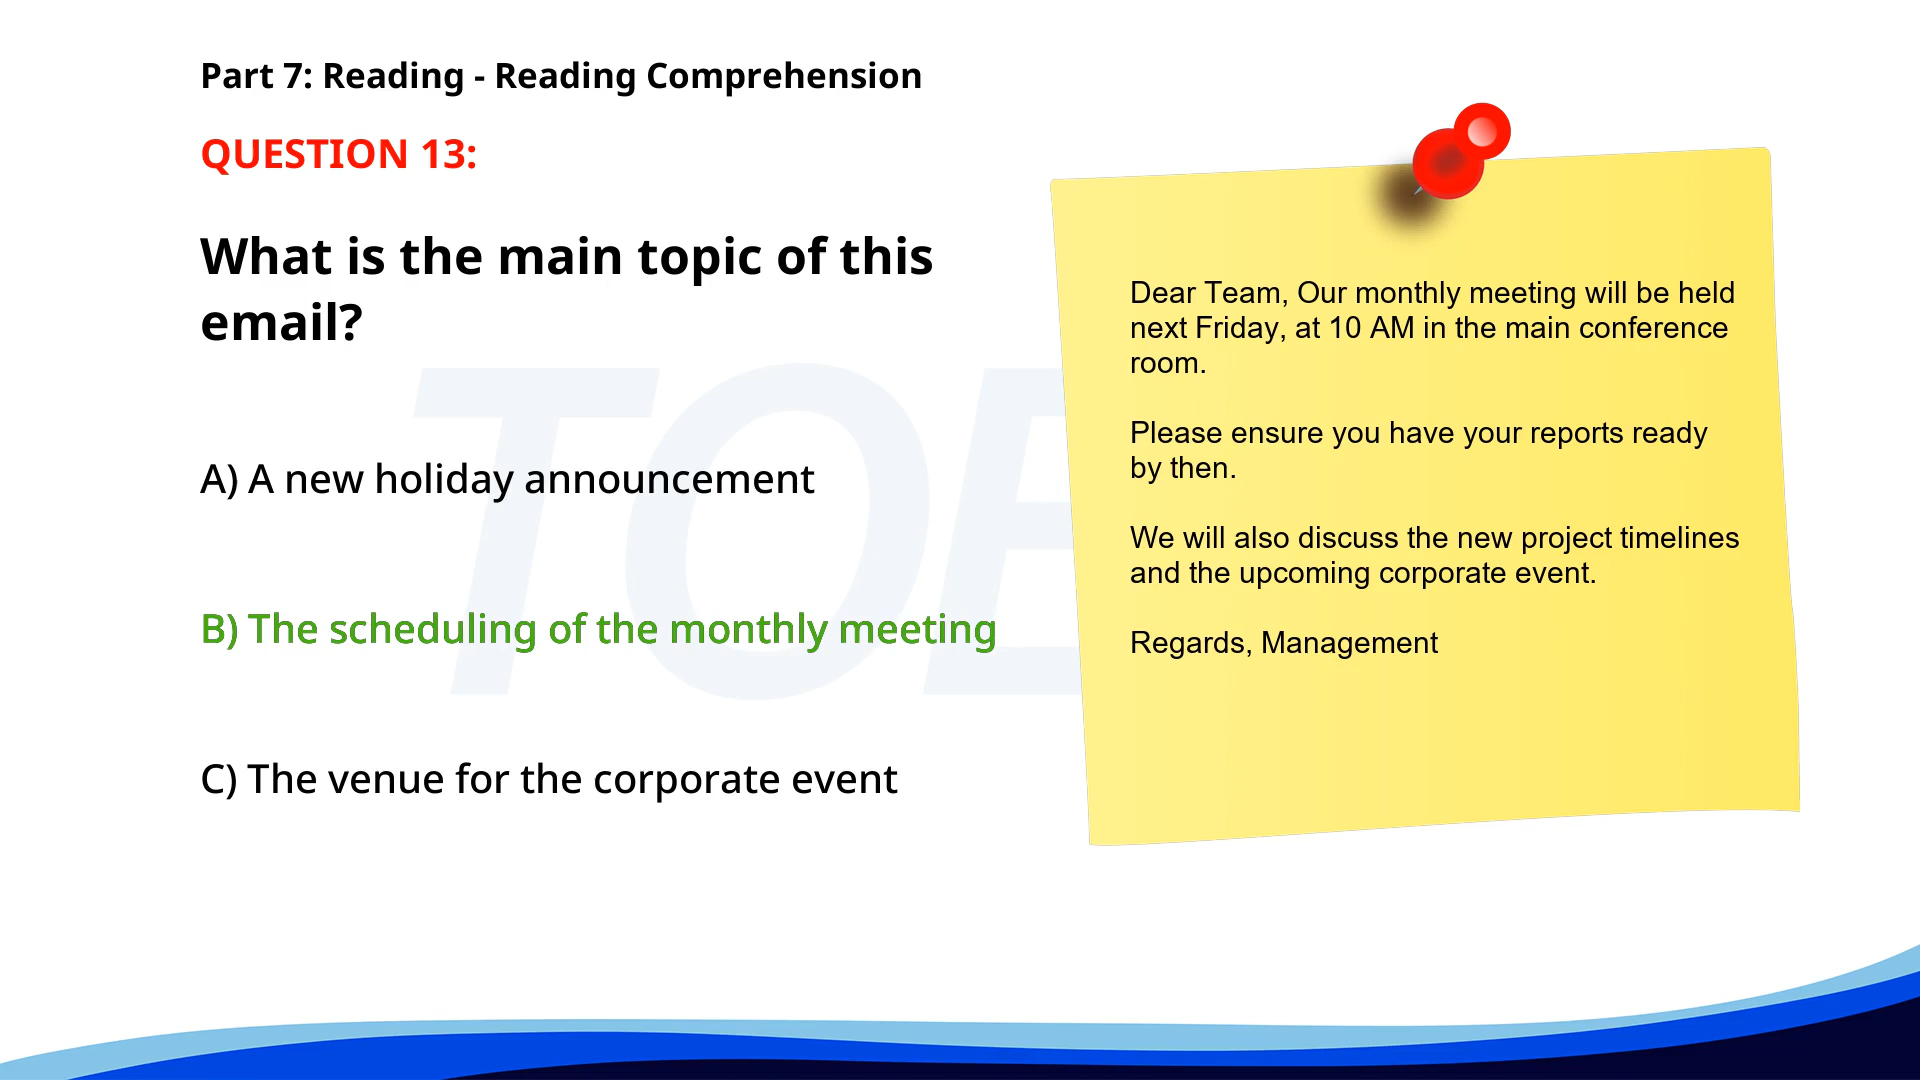 Part 7: Reading - Reading Comprehension
QUESTION 13:
What is the main topic of this
email?
A) A new holiday announcement
B) The scheduling of the monthly meeting
C) The venue for the corporate event
Dear Team, Our monthly meeting will be held
next Friday, at 10 AM in the main conference
room.
Please ensure you have your reports ready
by then.
We will also discuss the new project timelines
and the upcoming corporate event.
Regards, Management